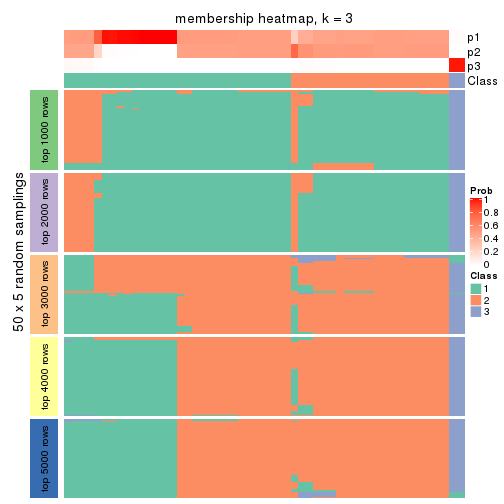 membership heatmap, k = 3
p1
p2
p3
Class
50 x 5 random samplings
top 1000 rows
top 2000 rows
top 3000 rows
top 4000 rows
top 5000 rows
Prob
1
0.8
0.6
0.4
0.2
0
Class
1
2
3